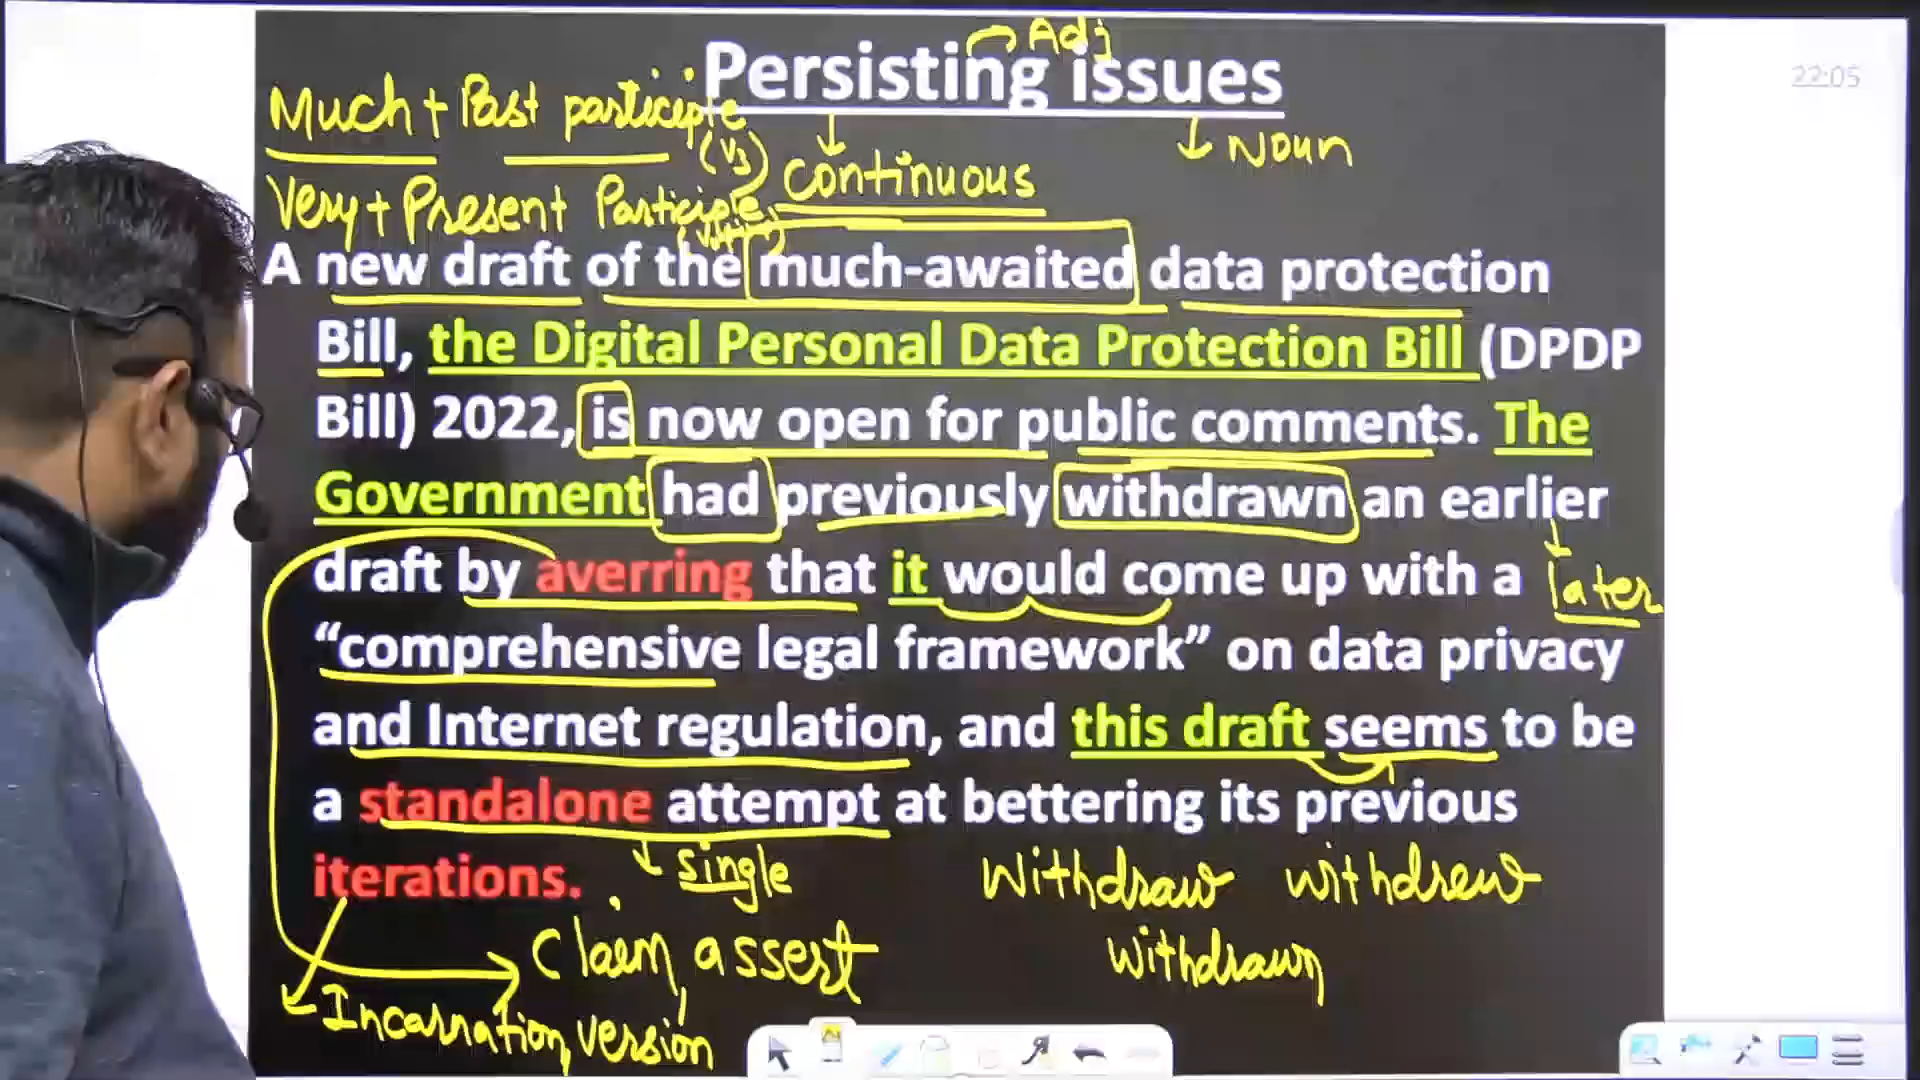 Adj
Persisting issues
22:05
Much + Past participle
(V3)
Noun
continuous
Very + Present Participle
A new draft of the much-awaited data protection
Bill, the Digital Personal Data Protection Bill (DPDP
Bill) 2022, is now open for public comments. The
Government had previously withdrawn an earlier
draft by averring that it would come up with a
later
“comprehensive legal framework” on data privacy
and Internet regulation, and this draft seems to be
a standalone attempt at bettering its previous
iterations.
single
Withdraw withdrew
withdrawn
Claim, assert
Incarnation, version